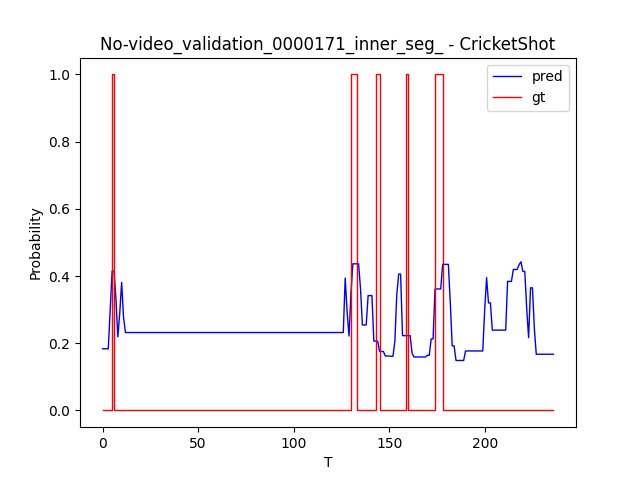 No-video_validation_0000171_inner_seg_ - CricketShot
pred
gt
1.0
0.8
0.6
0.4
0.2
0.0
Probability
0
50
100
150
200
T